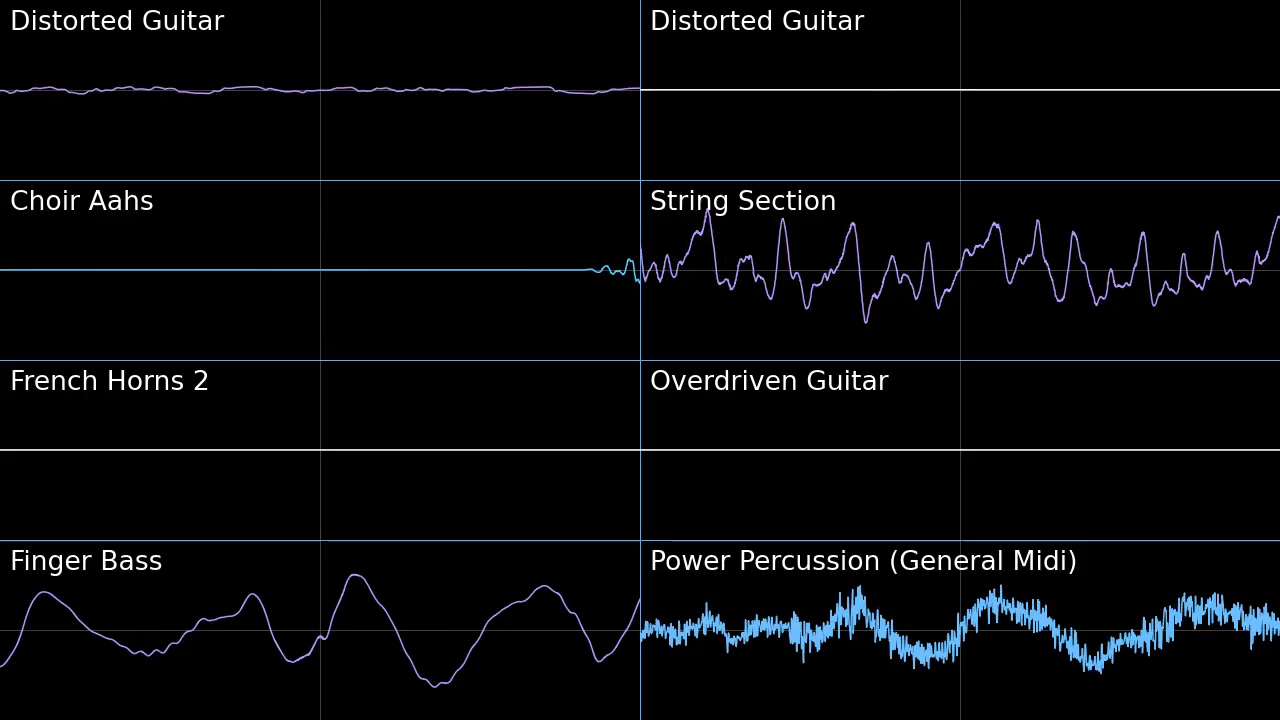 Distorted Guitar
Distorted Guitar
Choir Aahs
String Section
French Horns 2
Overdriven Guitar
Finger Bass
Power Percussion (General Midi)